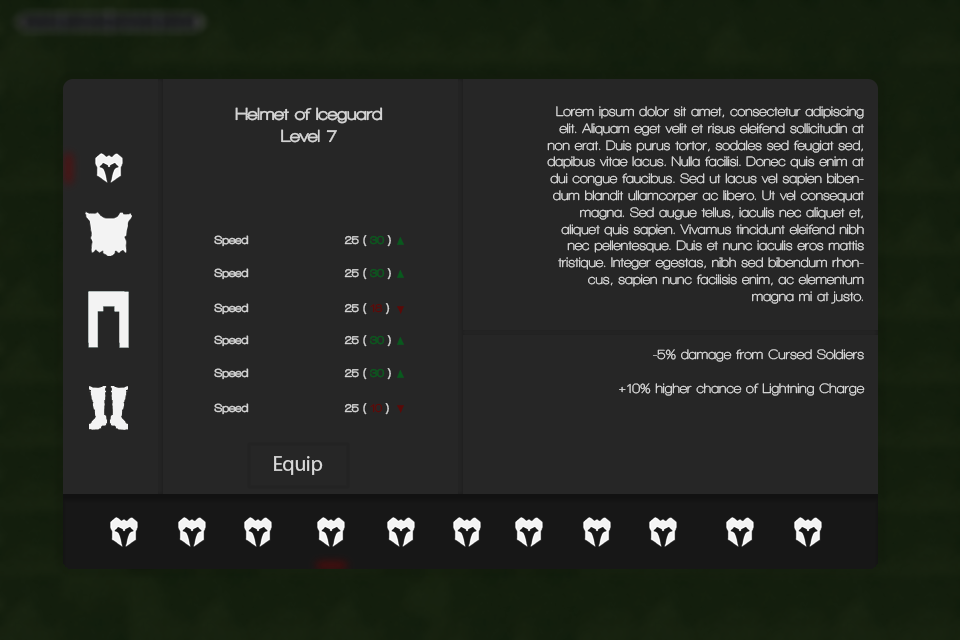 Helmet of Iceguard
Level 7
Speed 25 ( 30 ) ▲
Speed 25 ( 30 ) ▲
Speed 25 ( ) ▼
Speed 25 ( 30 ) ▲
Speed 25 ( 30 ) ▲
Speed 25 ( ) ▼
Equip
Lorem ipsum dolor sit amet, consectetur adipiscing
elit. Aliquam eget velit et risus eleifend sollicitudin at
non erat. Duis purus tortor, sodales sed feugiat sed,
dapibus vitae lacus. Nulla facilisi. Donec quis enim at
dui congue faucibus. Sed ut lacus vel sapien biben-
dum blandit ullamcorper ac libero. Ut vel consequat
magna. Sed augue tellus, iaculis nec aliquet et,
aliquet quis sapien. Vivamus tincidunt eleifend nibh
nec pellentesque. Duis et nunc iaculis eros mattis
tristique. Integer egestas, nibh sed bibendum rhon-
cus, sapien nunc facilisis enim, ac elementum
magna mi at justo.
-5% damage from Cursed Soldiers
+10% higher chance of Lightning Charge